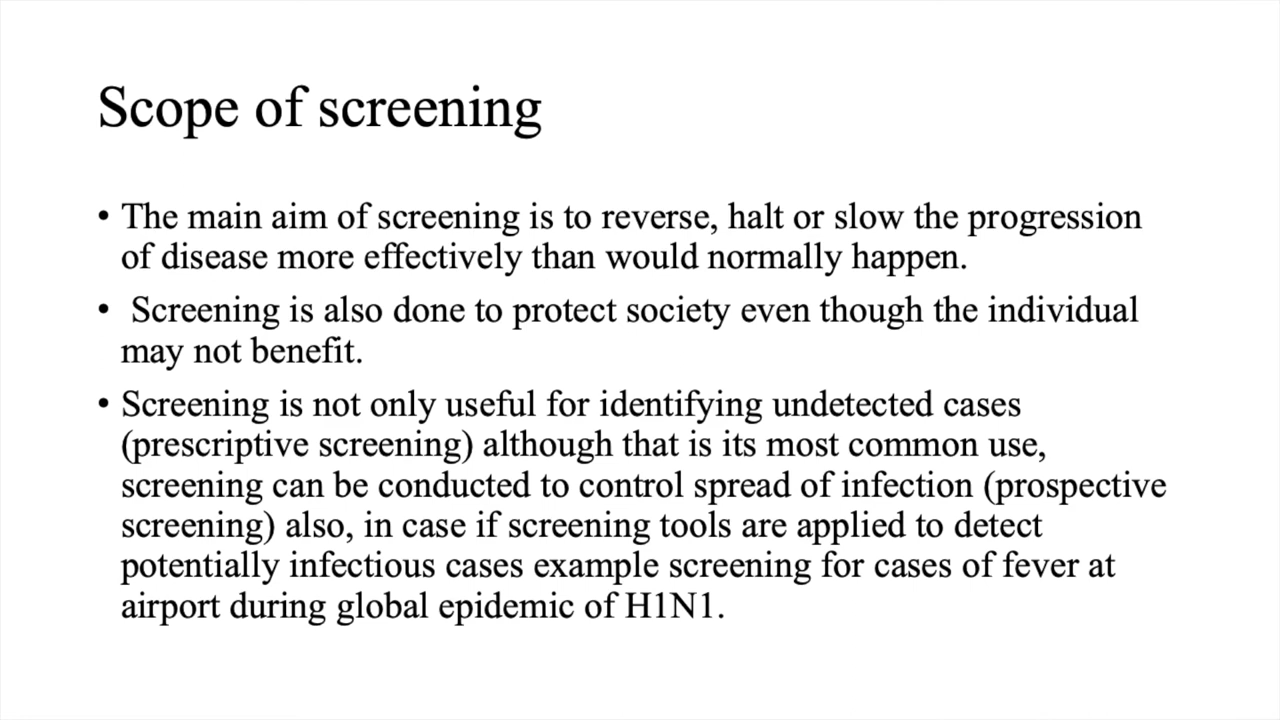 Scope of screening
• The main aim of screening is to reverse, halt or slow the progression
of disease more effectively than would normally happen.
• Screening is also done to protect society even though the individual
may not benefit.
• Screening is not only useful for identifying undetected cases
(prescriptive screening) although that is its most common use,
screening can be conducted to control spread of infection (prospective
screening) also, in case if screening tools are applied to detect
potentially infectious cases example screening for cases of fever at
airport during global epidemic of H1N1.